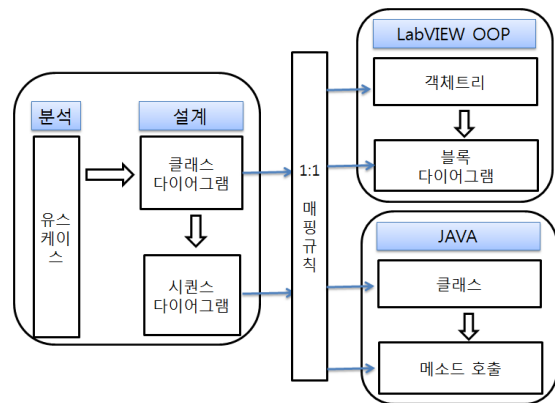 분석
유스
케이
스
설계
클래스
다이어그램
시퀀스
다이어그램
1:1
매
핑
규
칙
LabVIEW OOP
객체트리
블록
다이어그램
JAVA
클래스
메소드 호출